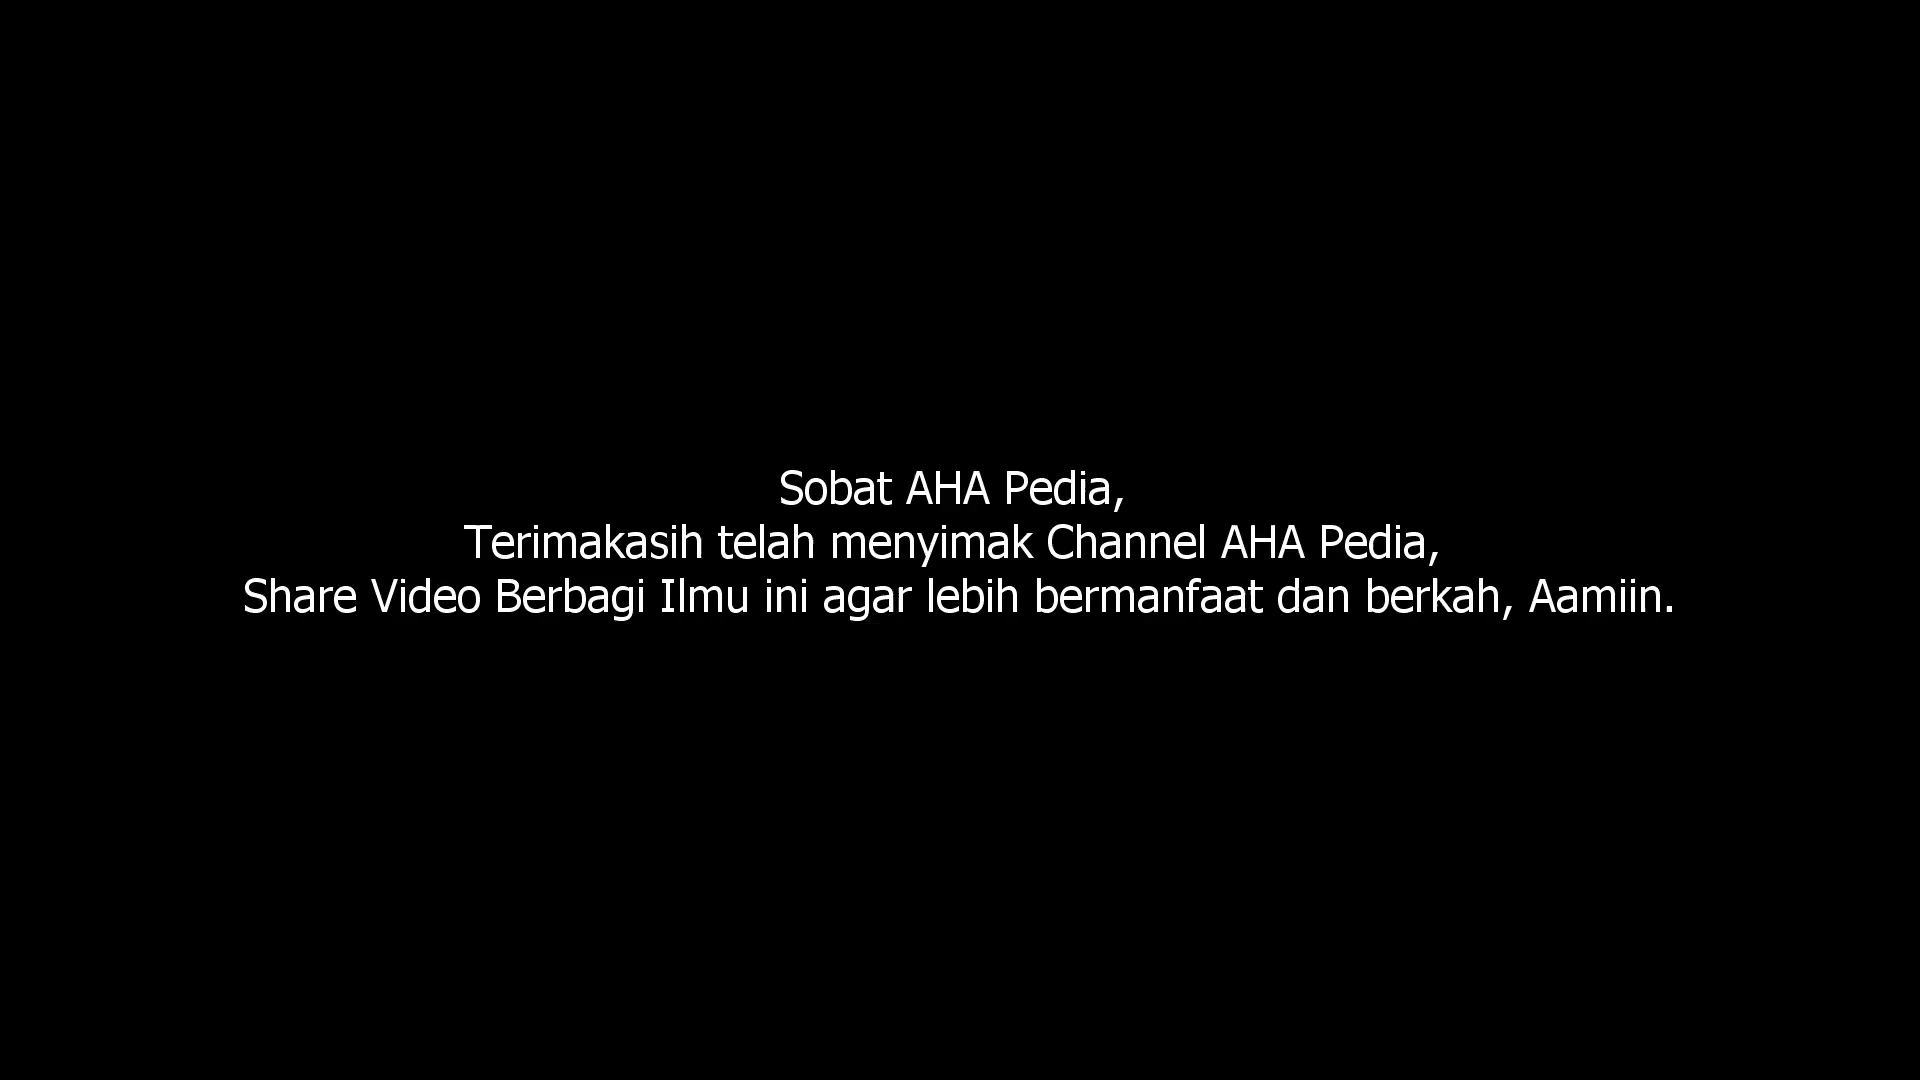 Sobat AHA Pedia,
Terimakasih telah menyimak Channel AHA Pedia,
Share Video Berbagi Ilmu ini agar lebih bermanfaat dan berkah, Aamiin.